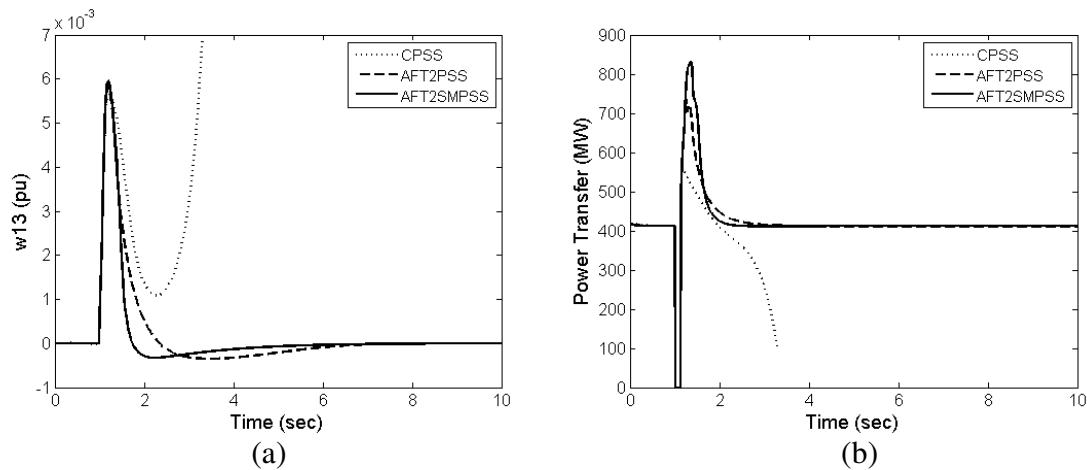 x 10⁻³
7
6
5
4
3
2
1
0
-1
w13 (pu)
0 2 4 6 8 10
Time (sec)
CPSS
AFT2PSS
AFT2SMPSS
(a)
900
800
700
600
500
400
300
200
100
0
Power Transfer (MW)
0 2 4 6 8 10
Time (sec)
CPSS
AFT2PSS
AFT2SMPSS
(b)